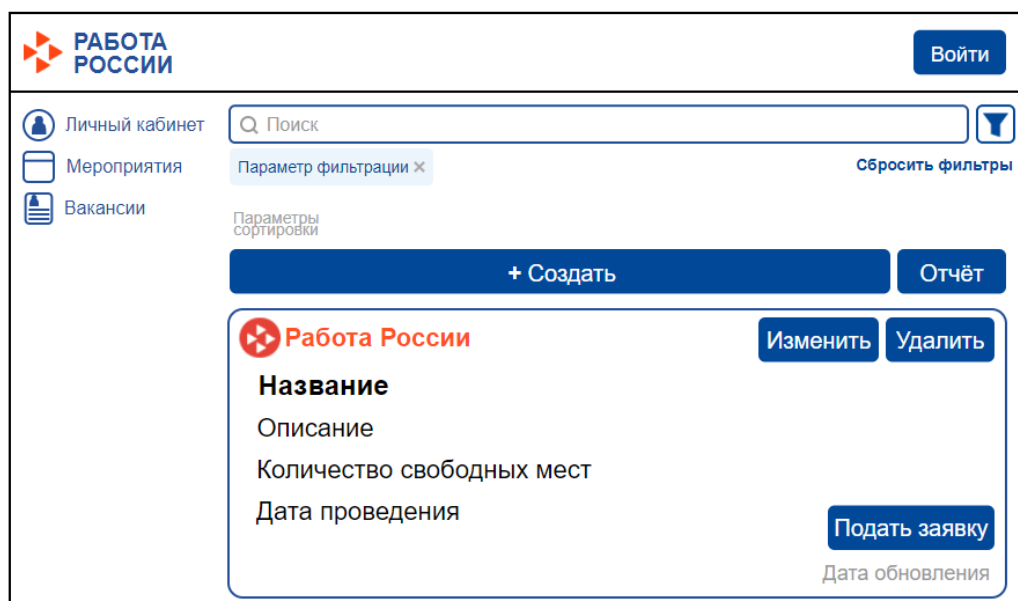 РАБОТА
РОССИИ
Войти
Личный кабинет
Поиск
Мероприятия
Параметр фильтрации ×
Сбросить фильтры
Вакансии
Параметры
сортировки
+ Создать
Отчёт
Работа России
Изменить
Удалить
Название
Описание
Количество свободных мест
Дата проведения
Подать заявку
Дата обновления